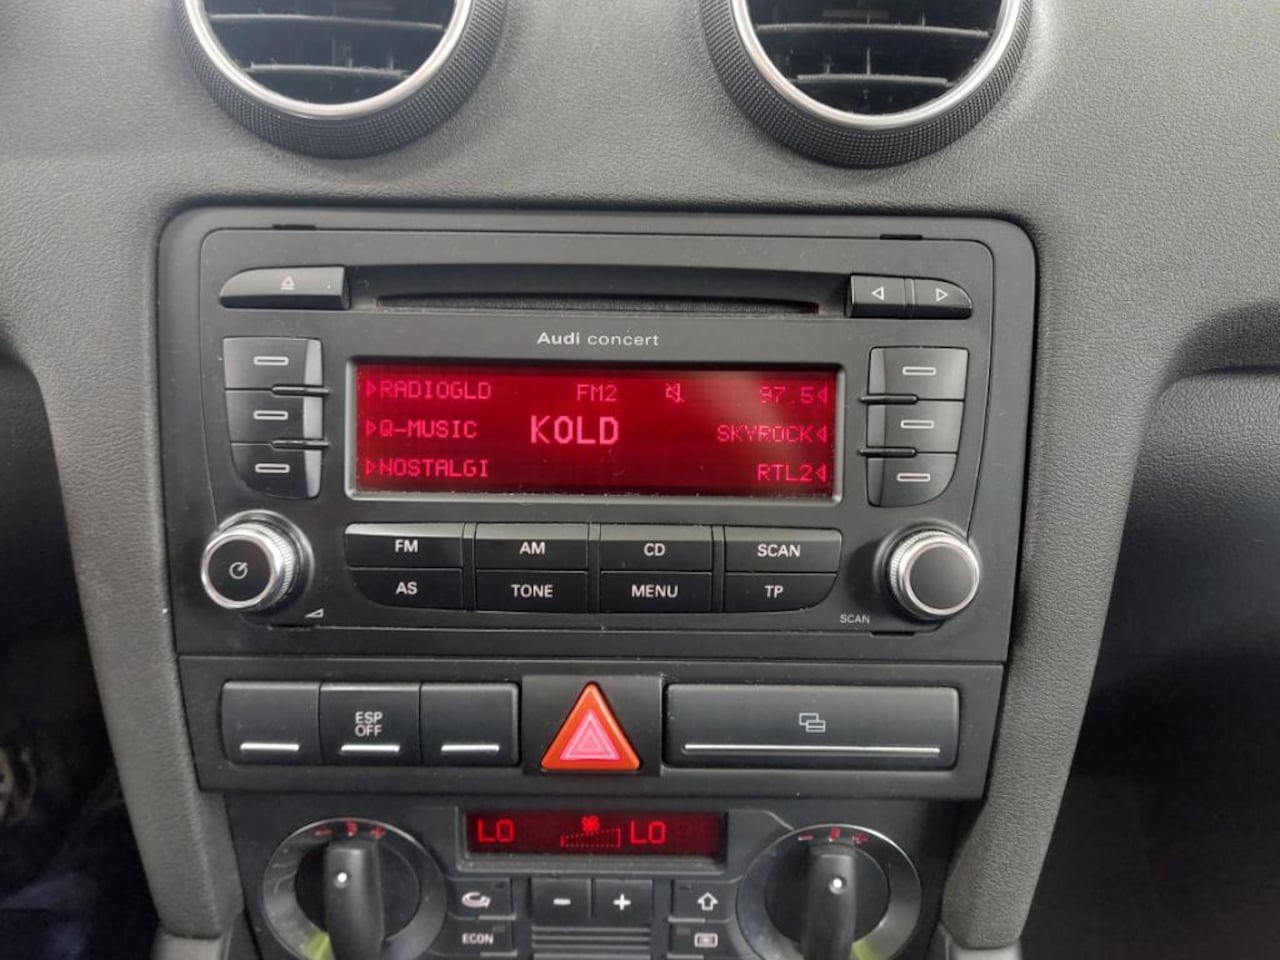 Audi concert
RADIOGLD FM2 97.5
Q-MUSIC KOLD SKYROCK
NOSTALGI RTL2
FM AM CD SCAN
AS TONE MENU TP
SCAN
ESP
OFF
LO LO
- +
ECON